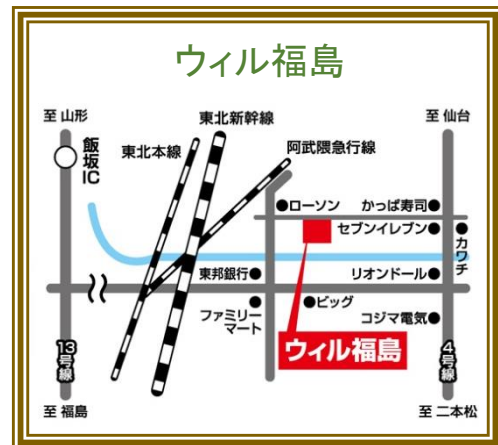 ウィル福島
至 山形
東北新幹線
至 仙台
飯坂IC
東北本線
阿武隈急行線
ローソン
かっぱ寿司
セブンイレブン
カワチ
東邦銀行
リオンドール
ファミリー
マート
ビッグ
コジマ電気
ウィル福島
13号線
4号線
至 福島
至 二本松